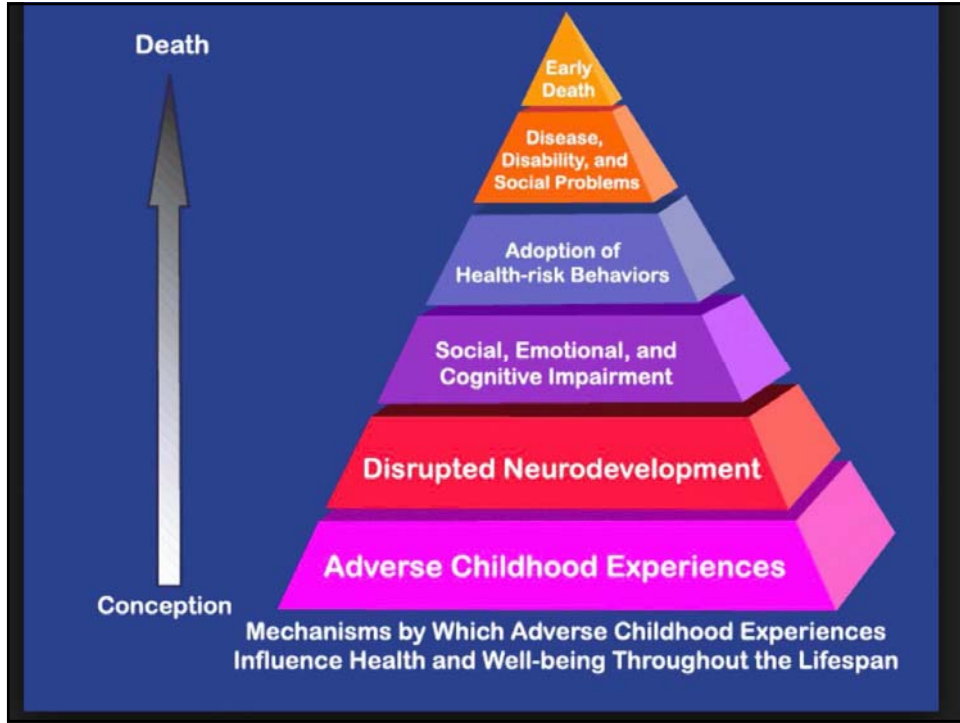 Death
Early
Death
Disease,
Disability, and
Social Problems
Adoption of
Health-risk Behaviors
Social, Emotional, and
Cognitive Impairment
Disrupted Neurodevelopment
Adverse Childhood Experiences
Conception
Mechanisms by Which Adverse Childhood Experiences
Influence Health and Well-being Throughout the Lifespan